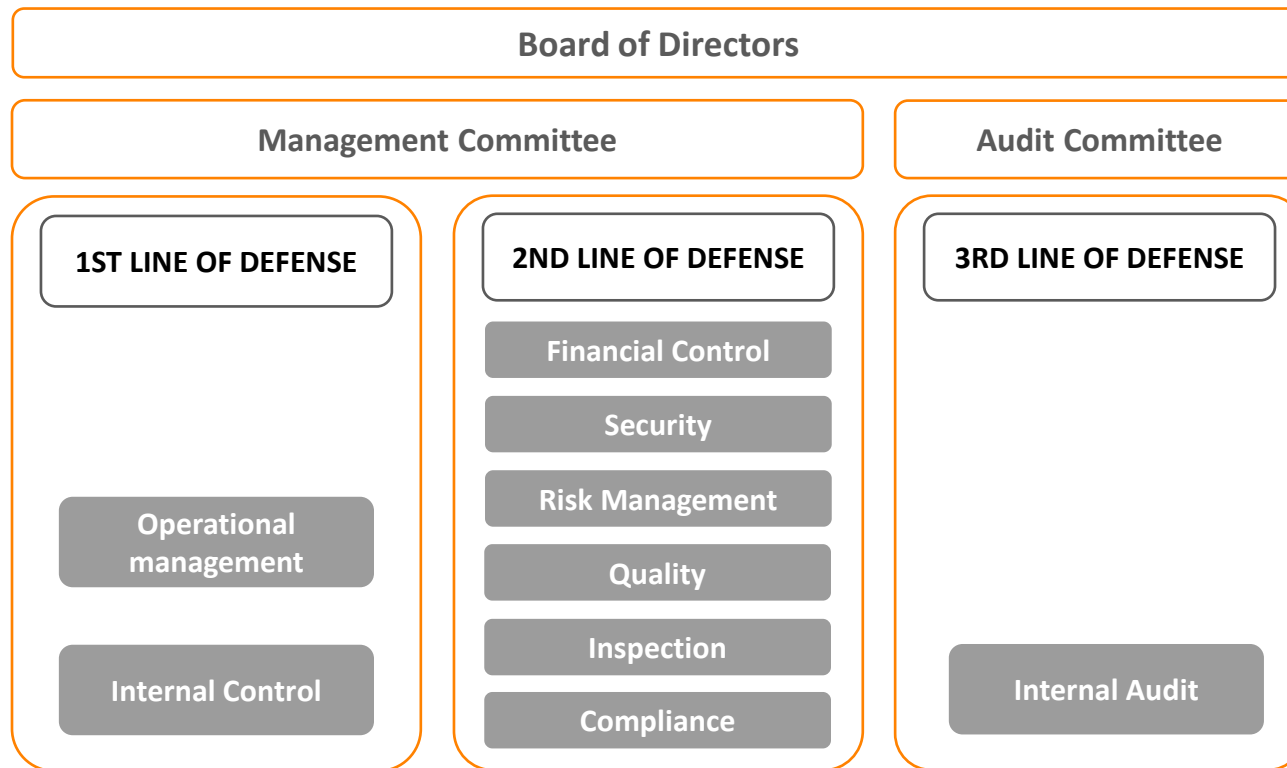 Board of Directors
Management Committee
Audit Committee
1ST LINE OF DEFENSE
Operational
management
Internal Control
2ND LINE OF DEFENSE
Financial Control
Security
Risk Management
Quality
Inspection
Compliance
3RD LINE OF DEFENSE
Internal Audit